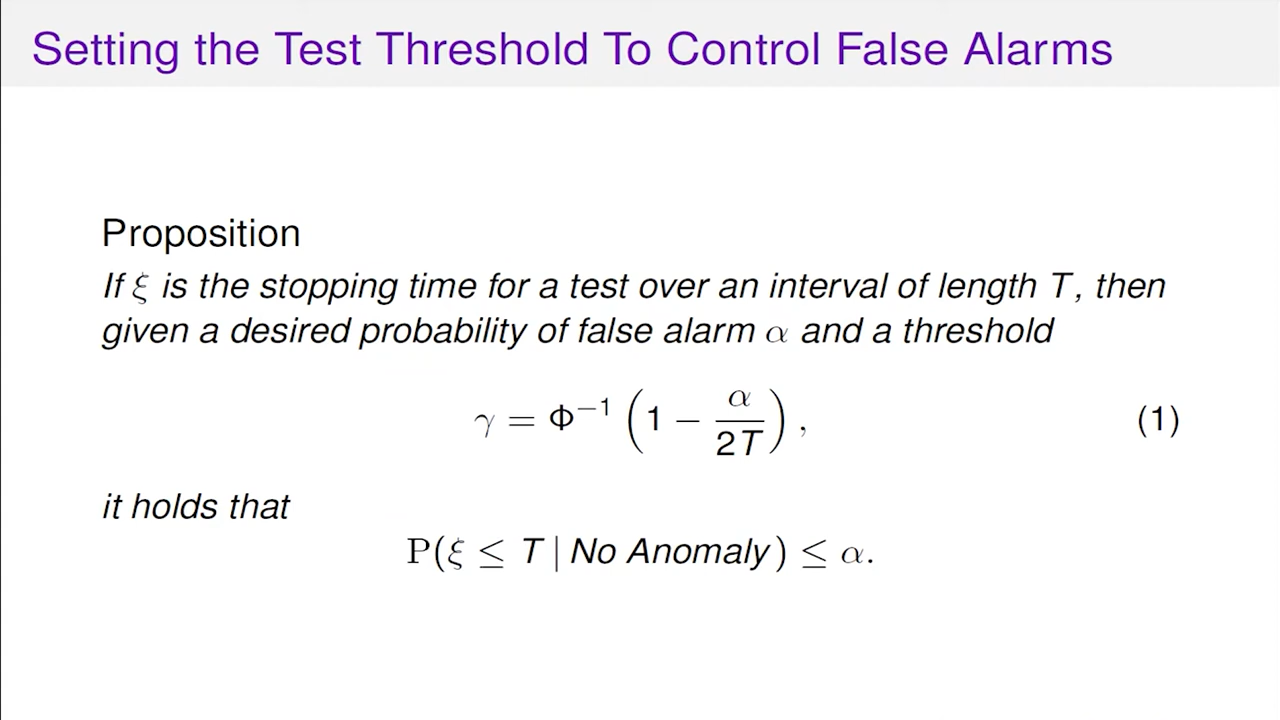 Setting the Test Threshold To Control False Alarms
Proposition
If ξ is the stopping time for a test over an interval of length T, then
given a desired probability of false alarm α and a threshold
γ = Φ⁻¹ (1 − α/2T), (1)
it holds that
P(ξ ≤ T | No Anomaly) ≤ α.